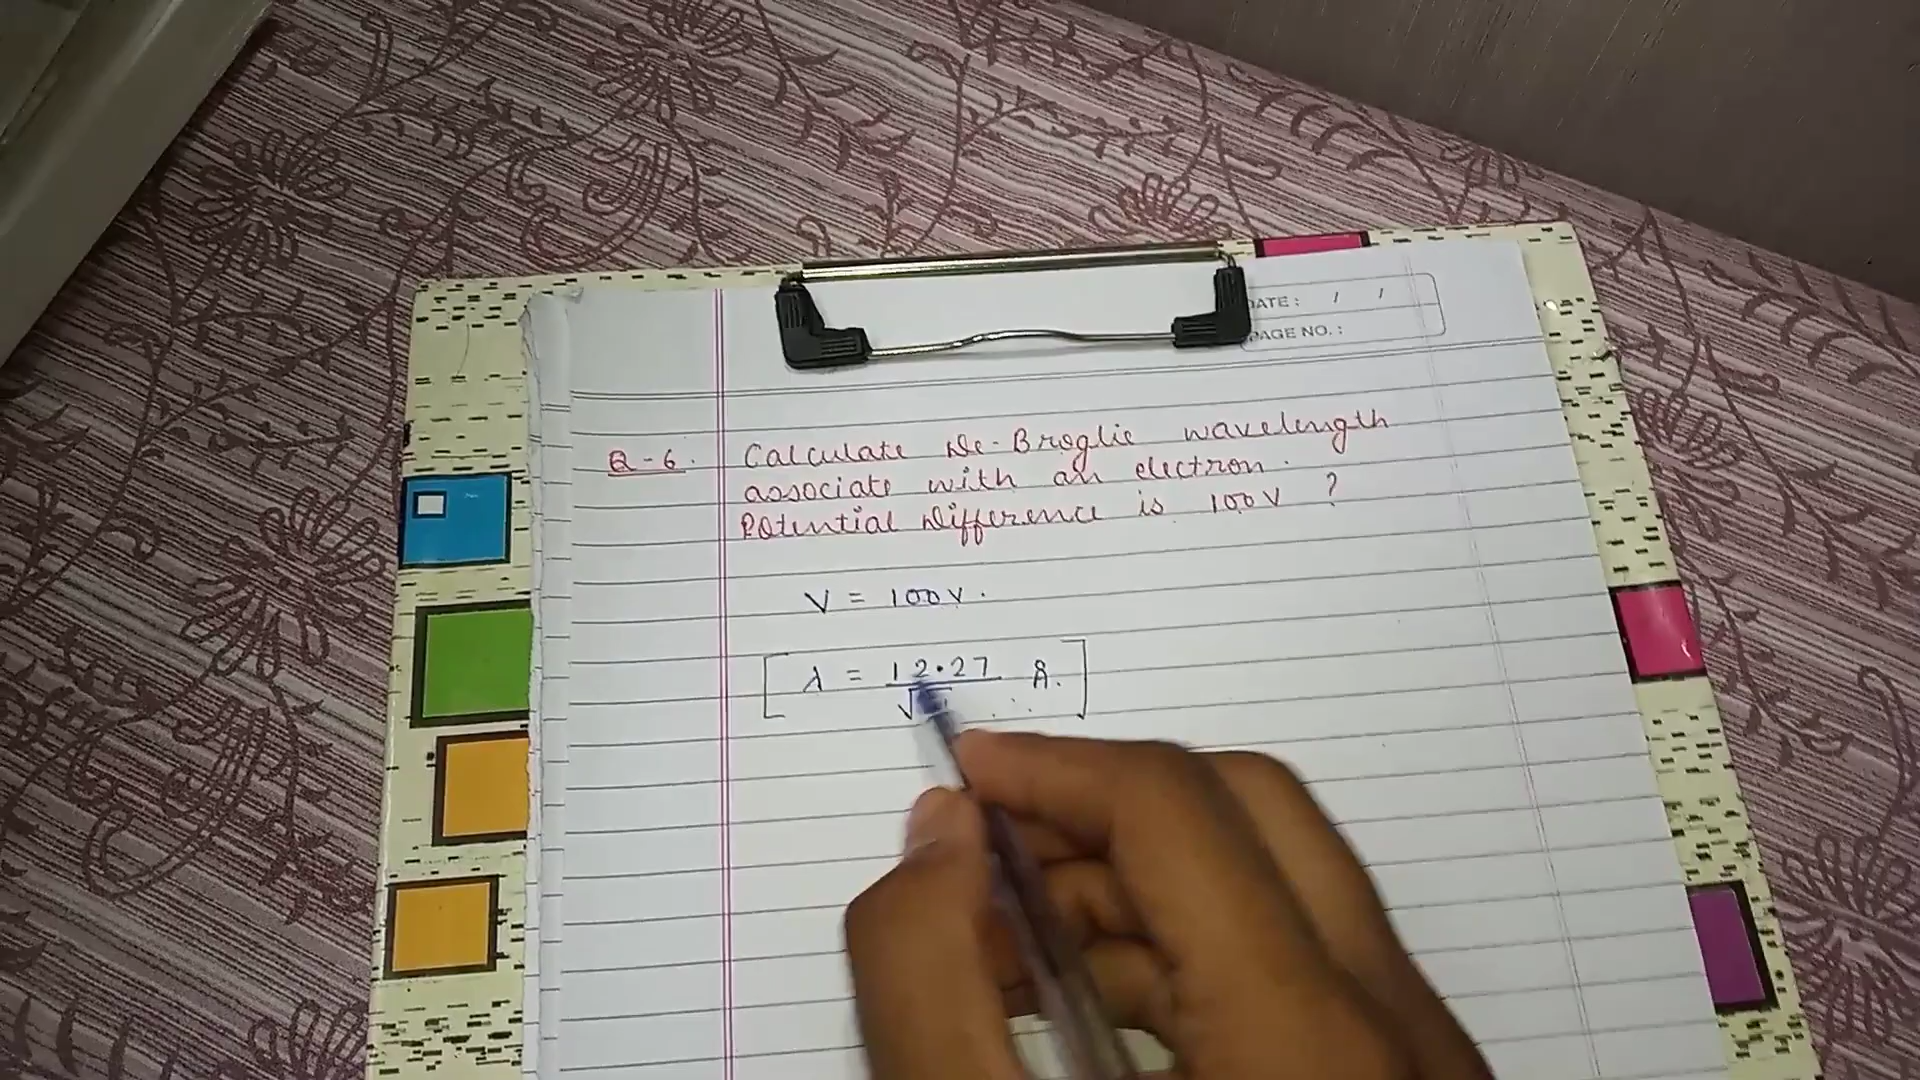 DATE: / /
PAGE NO.:
Q-6. Calculate De-Broglie wavelength
associate with an electron.
Potential Difference is 100V ?
V = 100V.
[ λ = 12.27 / √ Å. ]